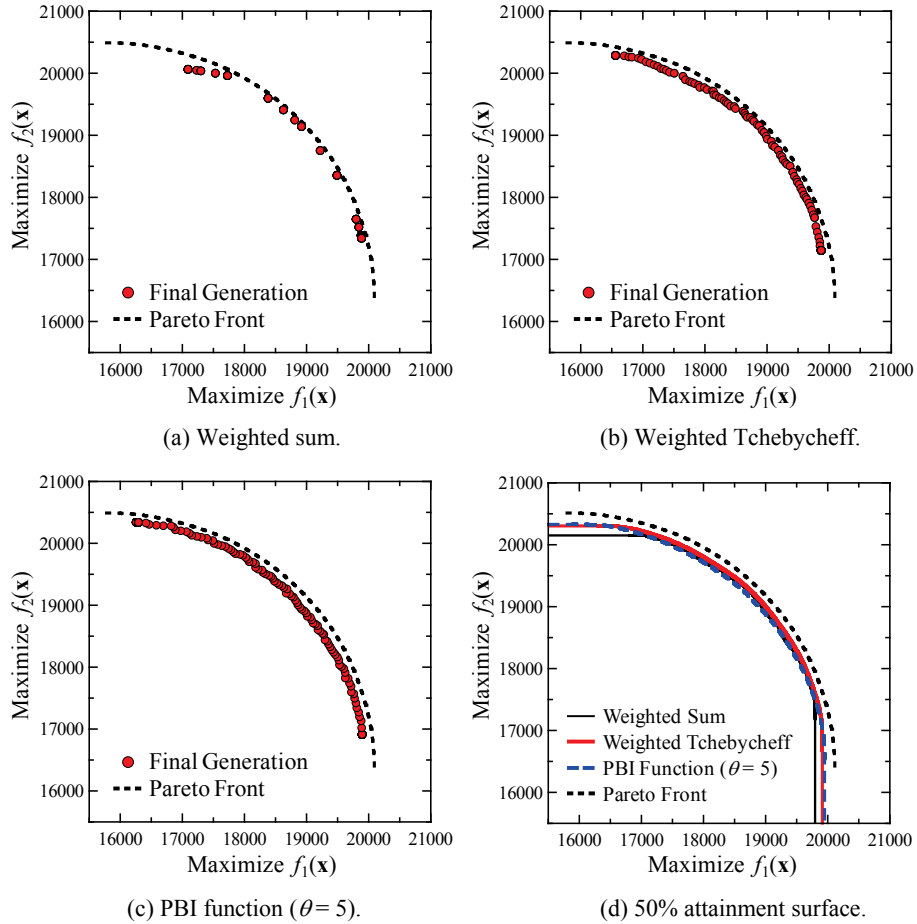 21000
20000
19000
18000
17000
16000
Maximize f2(x)
Final Generation
Pareto Front
16000 17000 18000 19000 20000 21000
Maximize f1(x)
(a) Weighted sum.
21000
20000
19000
18000
17000
16000
Maximize f2(x)
Final Generation
Pareto Front
16000 17000 18000 19000 20000 21000
Maximize f1(x)
(b) Weighted Tchebycheff.
21000
20000
19000
18000
17000
16000
Maximize f2(x)
Final Generation
Pareto Front
16000 17000 18000 19000 20000 21000
Maximize f1(x)
(c) PBI function (θ = 5).
21000
20000
19000
18000
17000
16000
Maximize f2(x)
Weighted Sum
Weighted Tchebycheff
PBI Function (θ = 5)
Pareto Front
16000 17000 18000 19000 20000 21000
Maximize f1(x)
(d) 50% attainment surface.